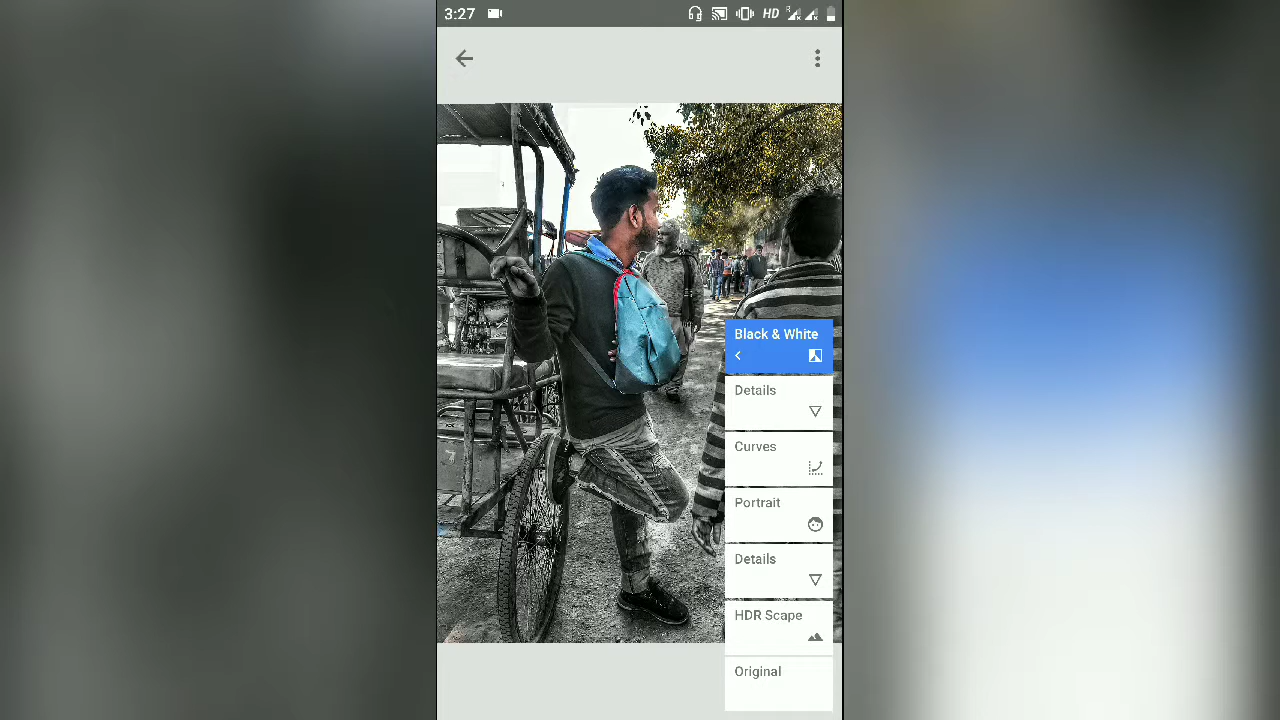 3:27
HD
R
Black & White
Details
Curves
Portrait
Details
HDR Scape
Original